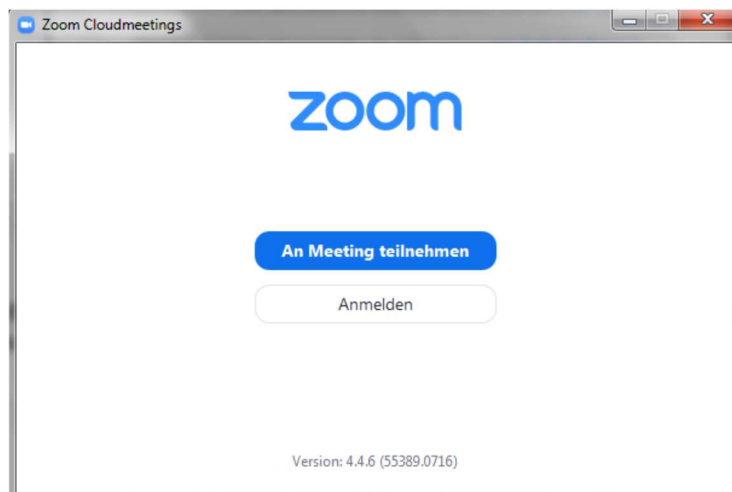 Zoom Cloudmeetings
zoom
An Meeting teilnehmen
Anmelden
Version: 4.4.6 (55389.0716)